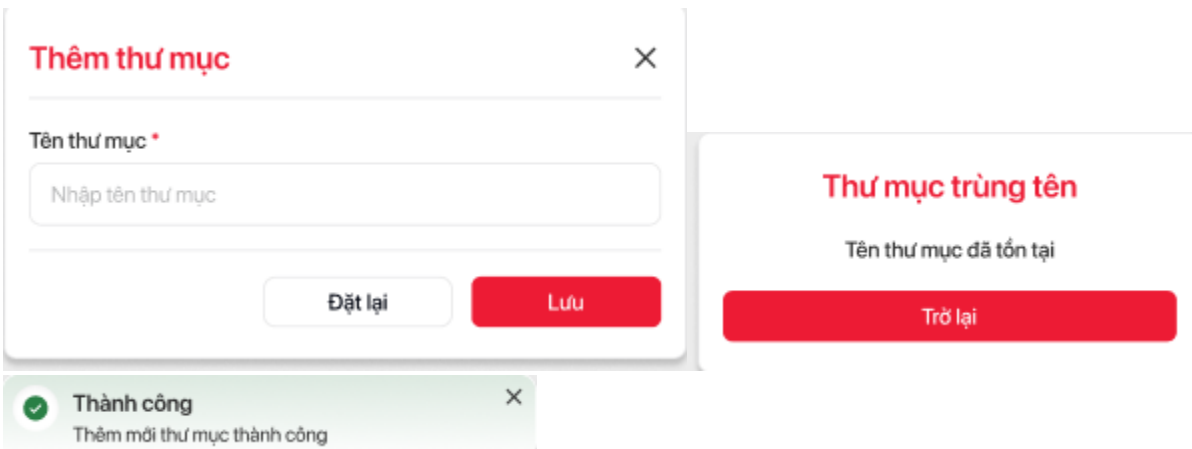 Thêm thư mục
Tên thư mục *
Nhập tên thư mục
Đặt lại
Lưu
Thư mục trùng tên
Tên thư mục đã tồn tại
Trở lại
Thành công
Thêm mới thư mục thành công